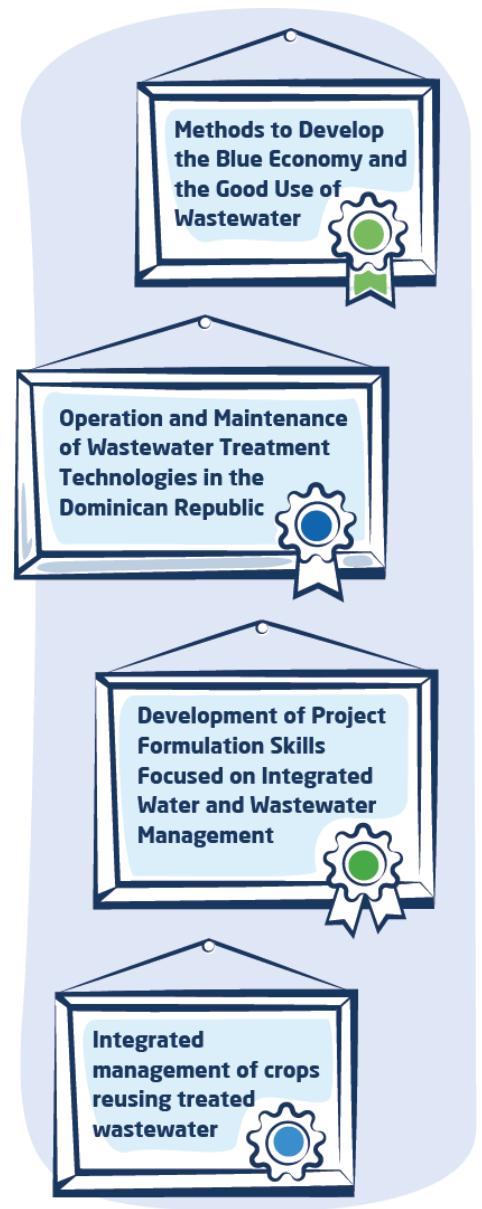 Methods to Develop
the Blue Economy and
the Good Use of
Wastewater
Operation and Maintenance
of Wastewater Treatment
Technologies in the
Dominican Republic
Development of Project
Formulation Skills
Focused on Integrated
Water and Wastewater
Management
Integrated
management of crops
reusing treated
wastewater